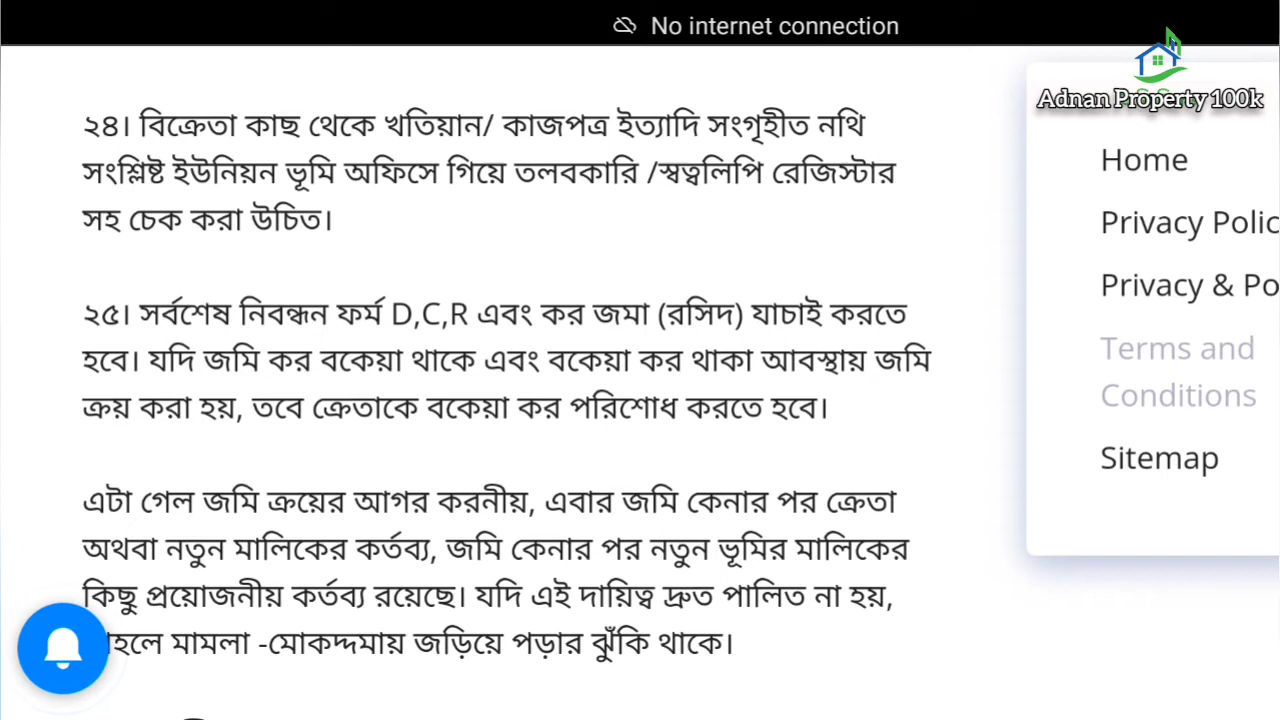 No internet connection
Adnan Property 100k
২৪। বিক্রেতা কাছ থেকে খতিয়ান/ কাজপত্র ইত্যাদি সংগৃহীত নথি
সংশ্লিষ্ট ইউনিয়ন ভূমি অফিসে গিয়ে তলবকারি /স্বত্বলিপি রেজিস্টার
সহ চেক করা উচিত।
২৫। সর্বশেষ নিবন্ধন ফর্ম D,C,R এবং কর জমা (রসিদ) যাচাই করতে
হবে। যদি জমি কর বকেয়া থাকে এবং বকেয়া কর থাকা আবস্থায় জমি
ক্রয় করা হয়, তবে ক্রেতাকে বকেয়া কর পরিশোধ করতে হবে।
এটা গেল জমি ক্রয়ের আগর করনীয়, এবার জমি কেনার পর ক্রেতা
অথবা নতুন মালিকের কর্তব্য, জমি কেনার পর নতুন ভূমির মালিকের
কিছু প্রয়োজনীয় কর্তব্য রয়েছে। যদি এই দায়িত্ব দ্রুত পালিত না হয়,
মামলা -মোকদ্দমায় জড়িয়ে পড়ার ঝুঁকি থাকে।
Home
Privacy Polic
Privacy & Po
Terms and
Conditions
Sitemap